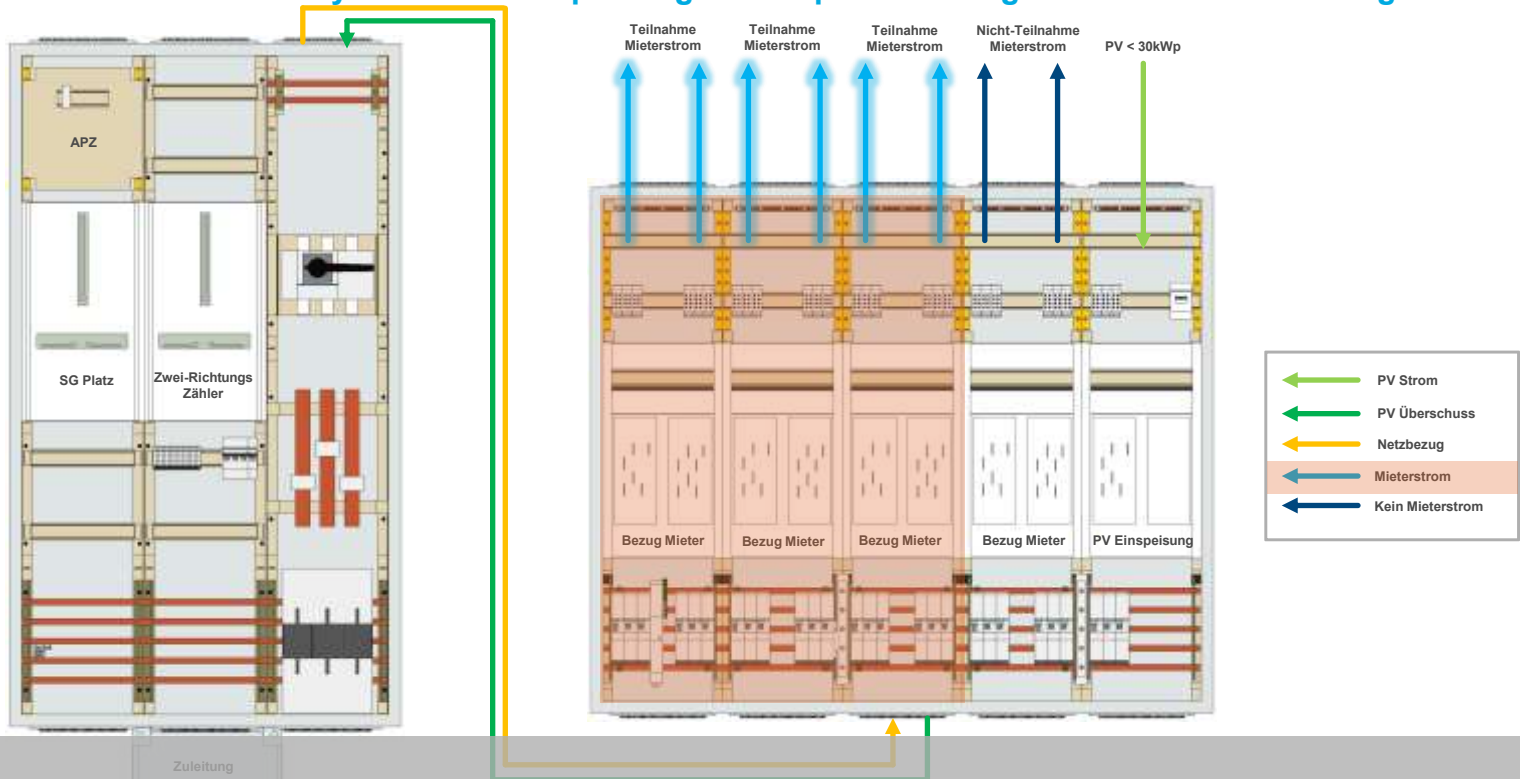 Teilnahme
Mieterstrom
Teilnahme
Mieterstrom
Teilnahme
Mieterstrom
Nicht-Teilnahme
Mieterstrom
PV < 30kWp
APZ
SG Platz
Zwei-Richtungs
Zähler
Bezug Mieter
Bezug Mieter
Bezug Mieter
Bezug Mieter
PV Einspeisung
PV Strom
PV Überschuss
Netzbezug
Mieterstrom
Kein Mieterstrom
Zuleitung